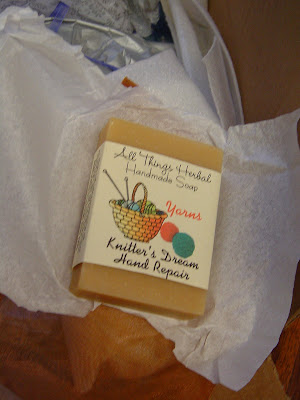 All Things Herbal
Handmade Soap
Yarns
Knitter's Dream
Hand Repair